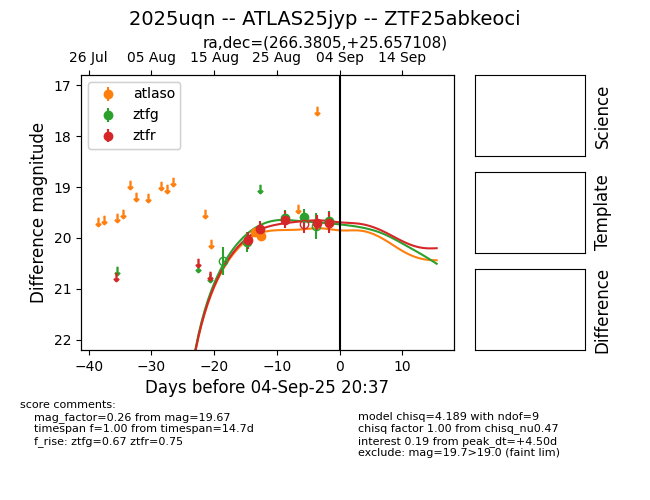 2025uqn -- ATLAS25jyp -- ZTF25abkeoci
ra,dec=(266.3805,+25.657108)
26 Jul 05 Aug 15 Aug 25 Aug 04 Sep 14 Sep
17
18
19
20
21
22
Difference magnitude
atlaso
ztfg
ztfr
−40 −30 −20 −10 0 10
Days before 04-Sep-25 20:37
Science
Template
Difference
score comments:
mag_factor=0.26 from mag=19.67
timespan f=1.00 from timespan=14.7d
f_rise: ztfg=0.67 ztfr=0.75
model chisq=4.189 with ndof=9
chisq factor 1.00 from chisq_nu0.47
interest 0.19 from peak_dt=+4.50d
exclude: mag=19.7>19.0 (faint lim)